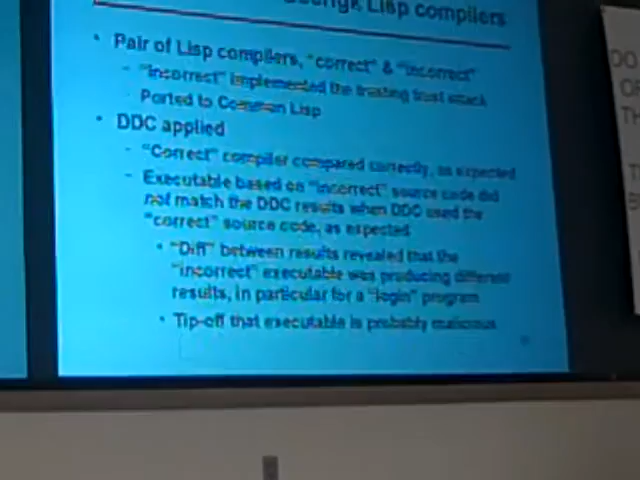 Lisp compilers
• Pair of Lisp compilers, "correct" & "incorrect"
- "Incorrect" implemented the trusting trust attack
- Ported to Common Lisp
• DDC applied
- "Correct" compiler compared correctly, as expected
- Executable based on "incorrect" source code did
not match the DDC results when DDC used the
"correct" source code, as expected
• "Diff" between results revealed that the
"incorrect" executable was producing different
results, in particular for a "login" program
• Tip-off that executable is probably malicious
DO
OR
TH